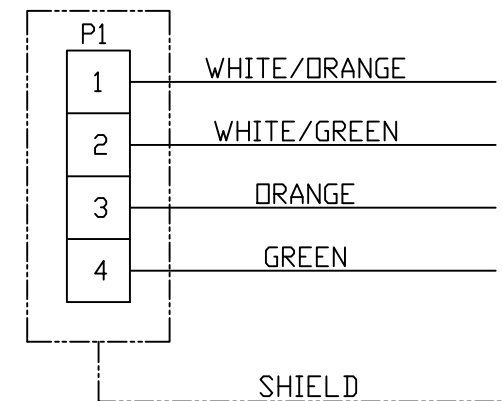 P1
1 WHITE/ORANGE
2 WHITE/GREEN
3 ORANGE
4 GREEN
SHIELD